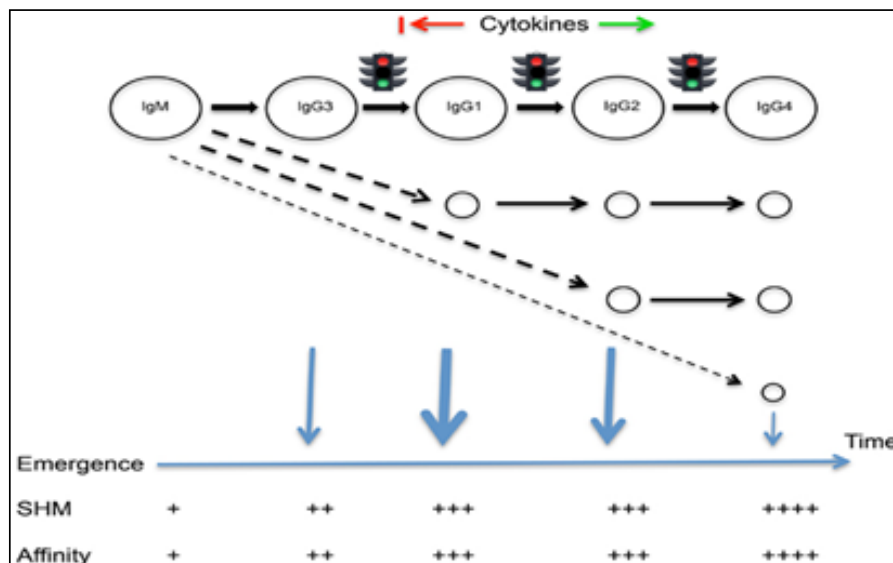 Cytokines
IgM IgG3 IgG1 IgG2 IgG4
Time
Emergence
SHM + ++ +++ +++ ++++
Affinity + ++ +++ +++ ++++